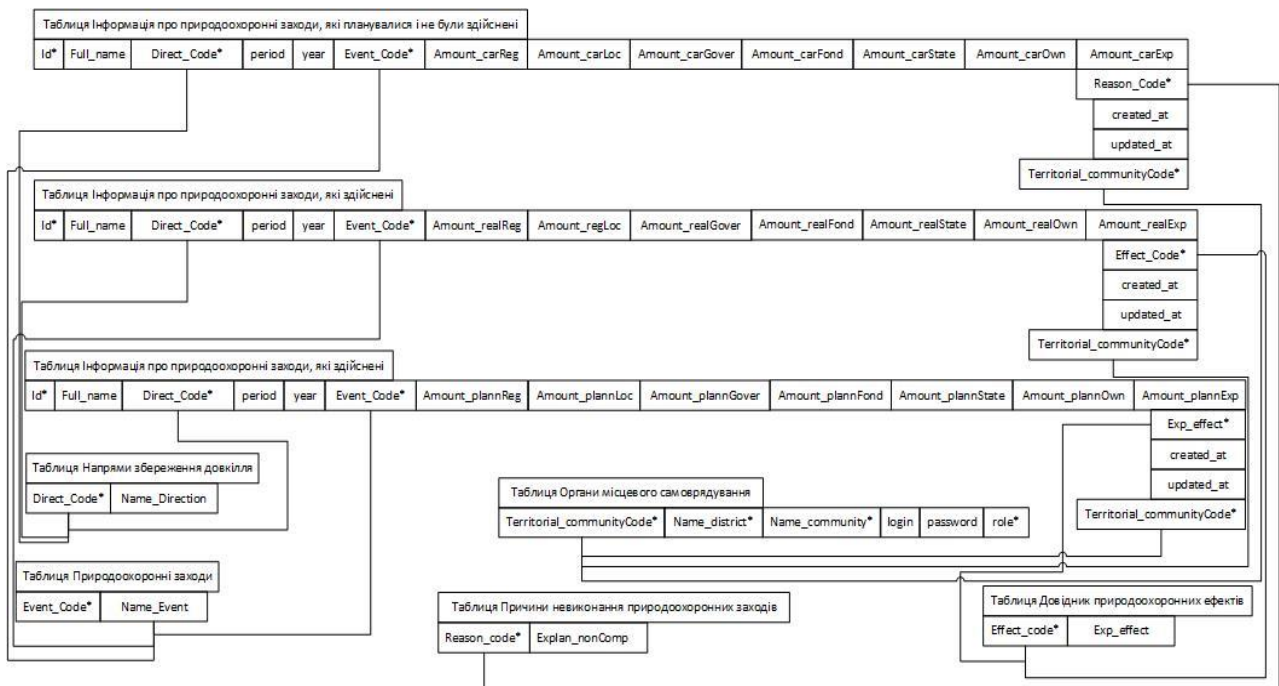 Таблиця Інформація про природоохоронні заходи, які планувалися і не були здійснені
Id* Full_name Direct_Code* period year Event_Code* Amount_carReg Amount_carLoc Amount_carGover Amount_carFond Amount_carState Amount_carOwn Amount_carExp
Reason_Code*
created_at
updated_at
Territorial_communityCode*
Таблиця Інформація про природоохоронні заходи, які здійснені
Id* Full_name Direct_Code* period year Event_Code* Amount_realReg Amount_regLoc Amount_realGover Amount_realFond Amount_realState Amount_realOwn Amount_realExp
Effect_Code*
created_at
updated_at
Territorial_communityCode*
Таблиця Інформація про природоохоронні заходи, які здійснені
Id* Full_name Direct_Code* period year Event_Code* Amount_plannReg Amount_plannLoc Amount_plannGover Amount_plannFond Amount_plannState Amount_plannOwn Amount_plannExp
Exp_effect*
created_at
updated_at
Territorial_communityCode*
Таблиця Напрями збереження довкілля
Direct_Code* Name_Direction
Таблиця Органи місцевого самоврядування
Territorial_communityCode* Name_district* Name_community* login password role*
Таблиця Природоохоронні заходи
Event_Code* Name_Event
Таблиця Причини невиконання природоохоронних заходів
Reason_code* Explan_nonComp
Таблиця Довідник природоохоронних ефектів
Effect_code* Exp_effect